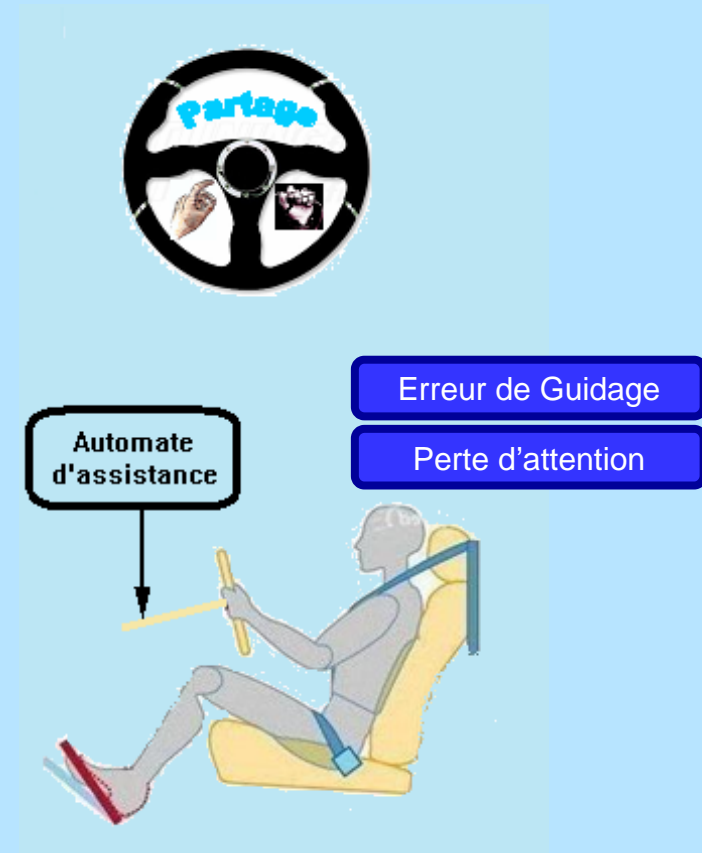 Partage
Erreur de Guidage
Perte d’attention
Automate
d'assistance